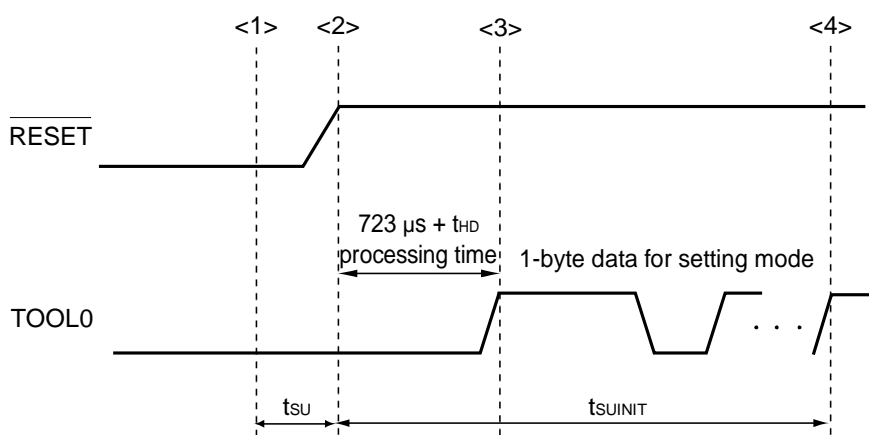 <1> <2> <3> <4>
RESET
723 µs + tHD
processing time
1-byte data for setting mode
TOOL0
. . .
tSU
tSUINIT